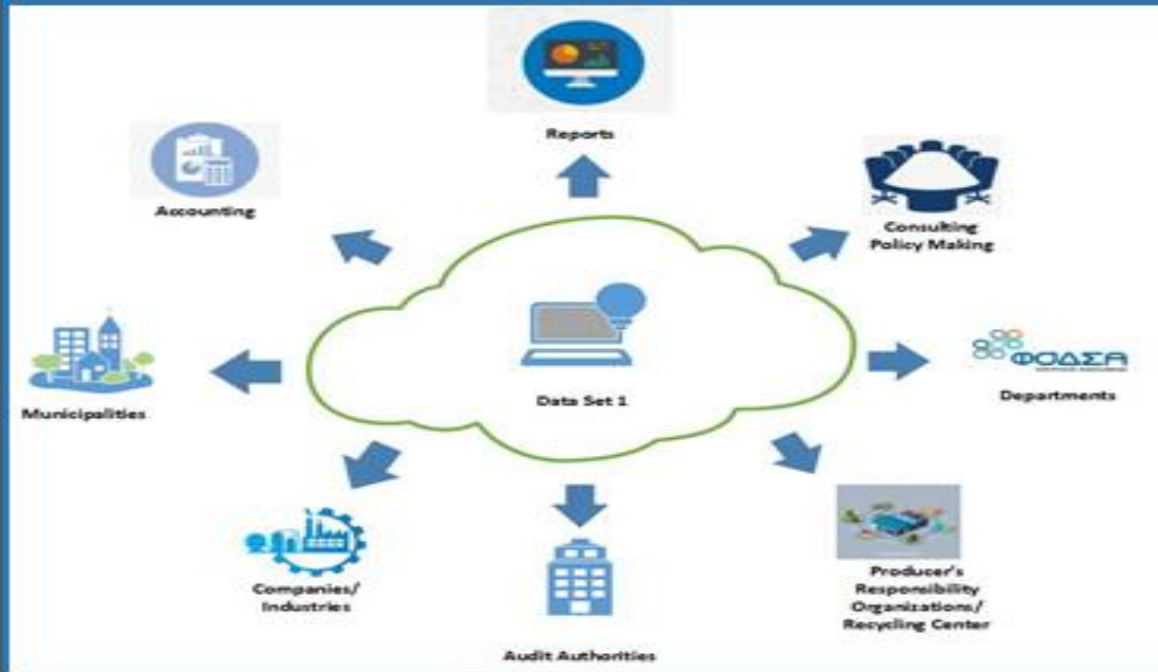 Reports
Accounting
Consulting
Policy Making
Data Set 1
ΦΟΔΣΑ
Departments
Municipalities
Companies/
Industries
Audit Authorities
Producer's
Responsibility
Organizations/
Recycling Center